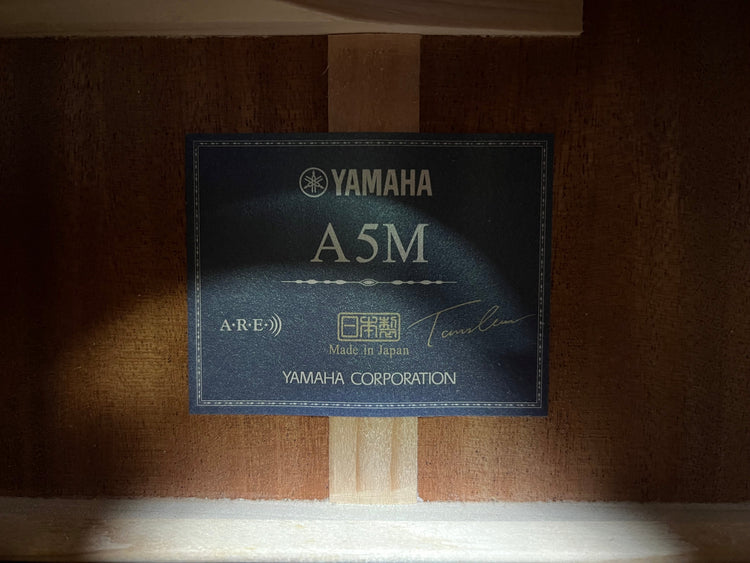 YAMAHA
A5M
A·R·E·
日本製
Made in Japan
YAMAHA CORPORATION